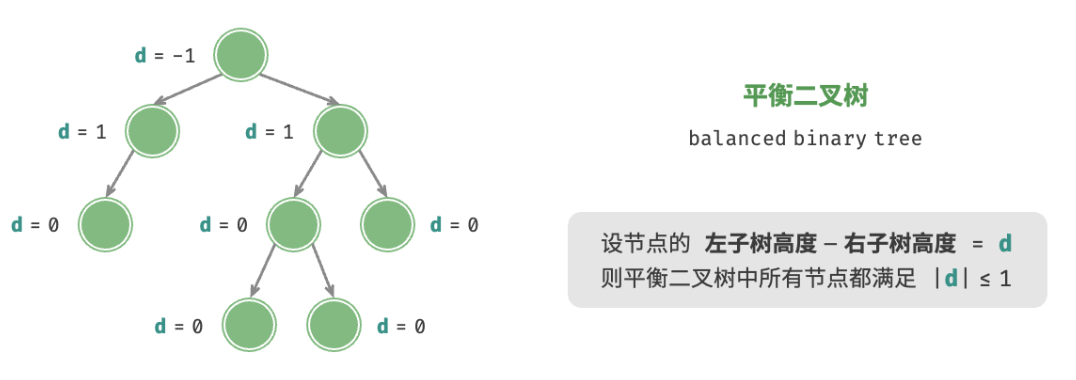 d = -1
d = 1
d = 1
d = 0
d = 0
d = 0
d = 0
d = 0
平衡二叉树
balanced binary tree
设节点的 左子树高度 - 右子树高度 = d
则平衡二叉树中所有节点都满足 |d| ≤ 1